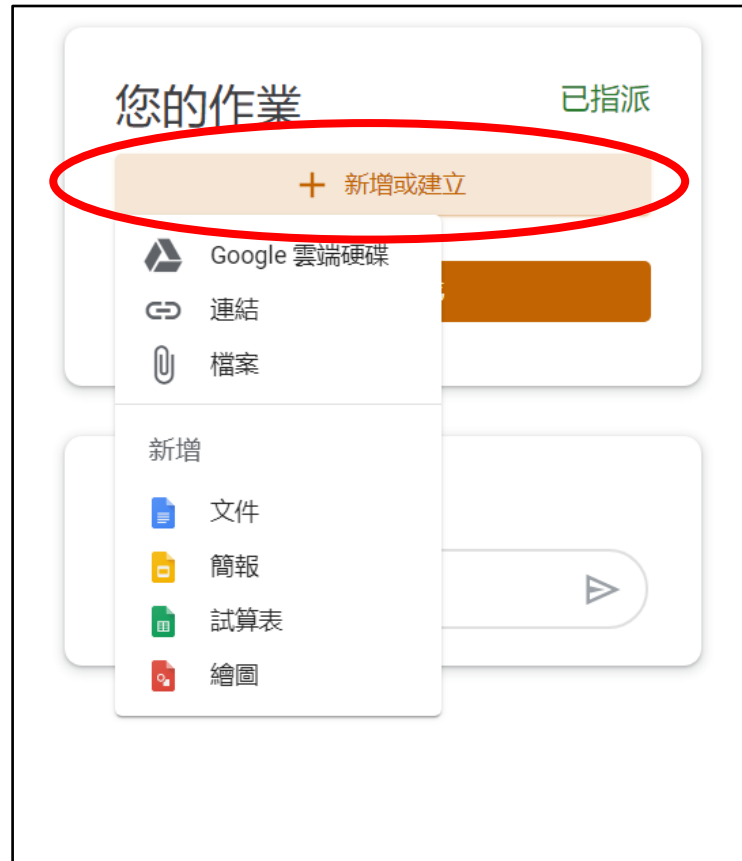 您的作業
已指派
+ 新增或建立
Google 雲端硬碟
連結
檔案
新增
文件
簡報
試算表
繪圖